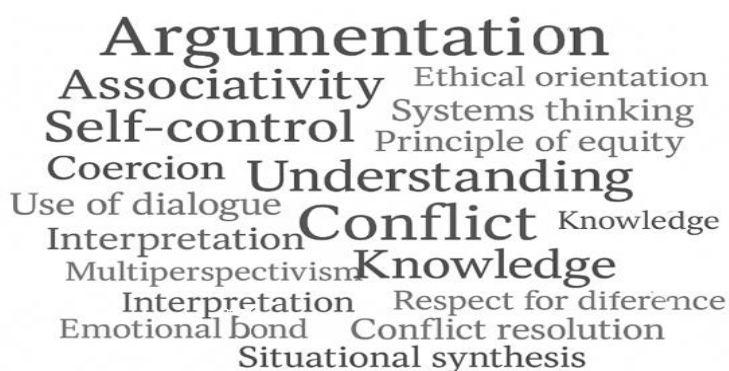 Argumentation
Associativity Ethical orientation
Self-control Systems thinking
Principle of equity
Coercion Understanding
Use of dialogue
Conflict Knowledge
Interpretation
Multiperspectivism Knowledge
Interpretation Respect for diference
Emotional bond Conflict resolution
Situational synthesis